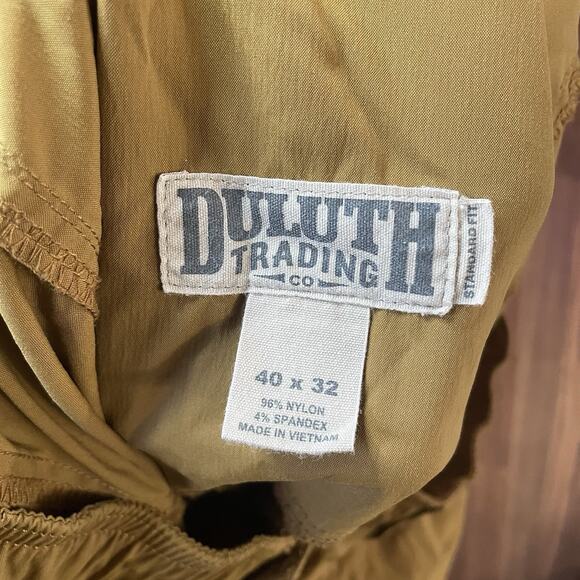 DULUTH
TRADING
CO
STANDARD FIT
40 x 32
96% NYLON
4% SPANDEX
MADE IN VIETNAM